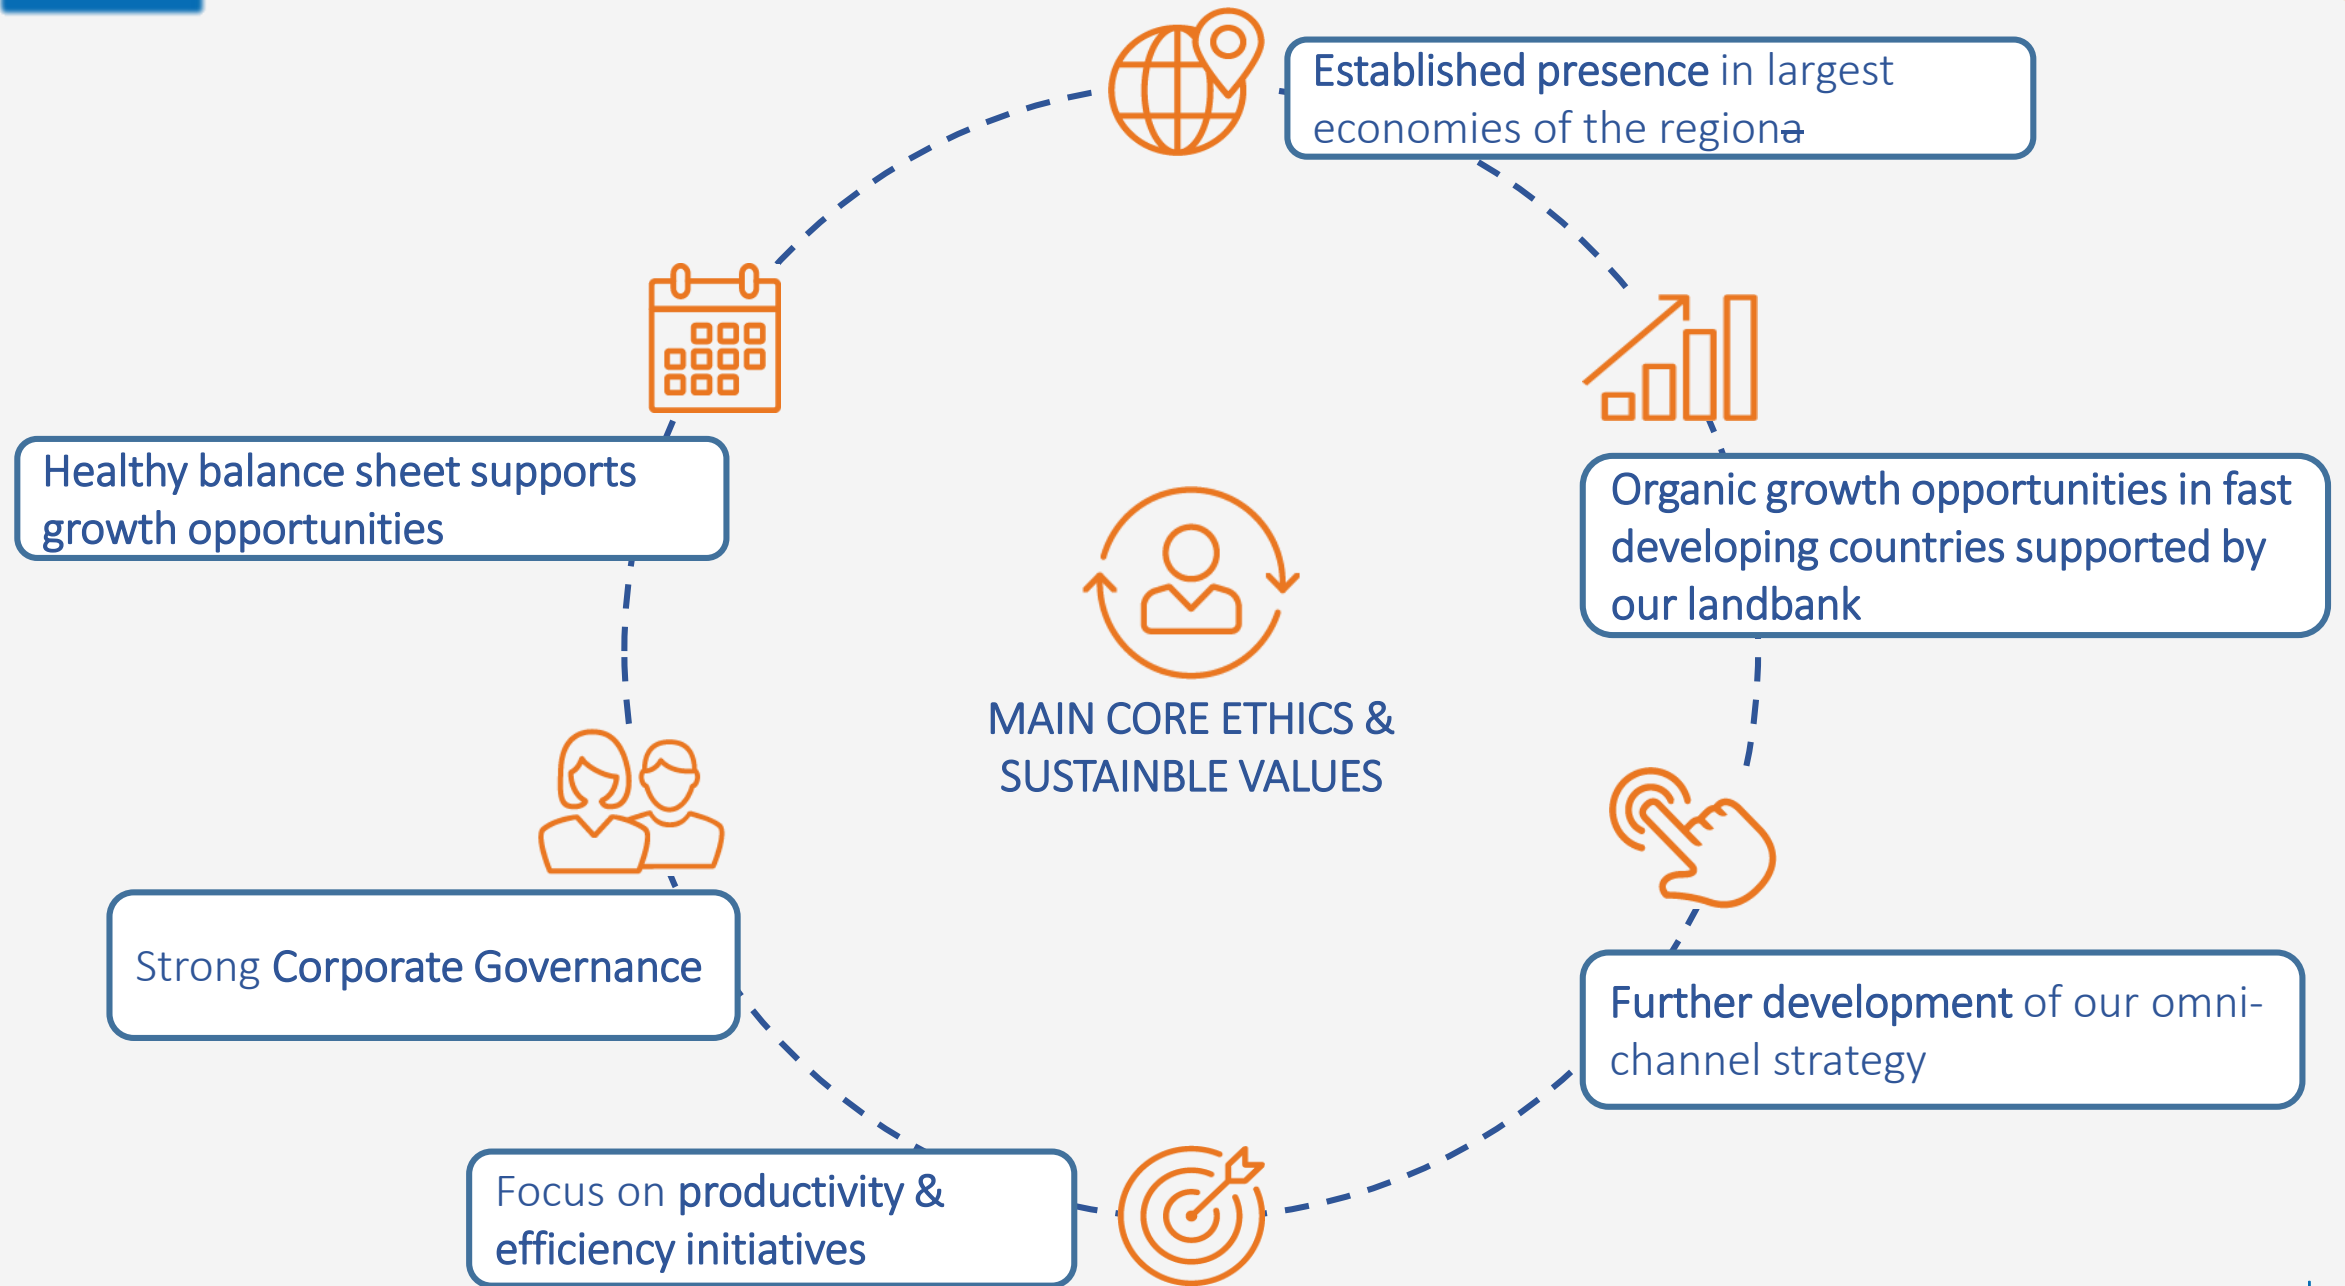 Established presence in largest
economies of the regiona
Organic growth opportunities in fast
developing countries supported by
our landbank
Further development of our omni-
channel strategy
Focus on productivity &
efficiency initiatives
Strong Corporate Governance
Healthy balance sheet supports
growth opportunities
MAIN CORE ETHICS &
SUSTAINBLE VALUES